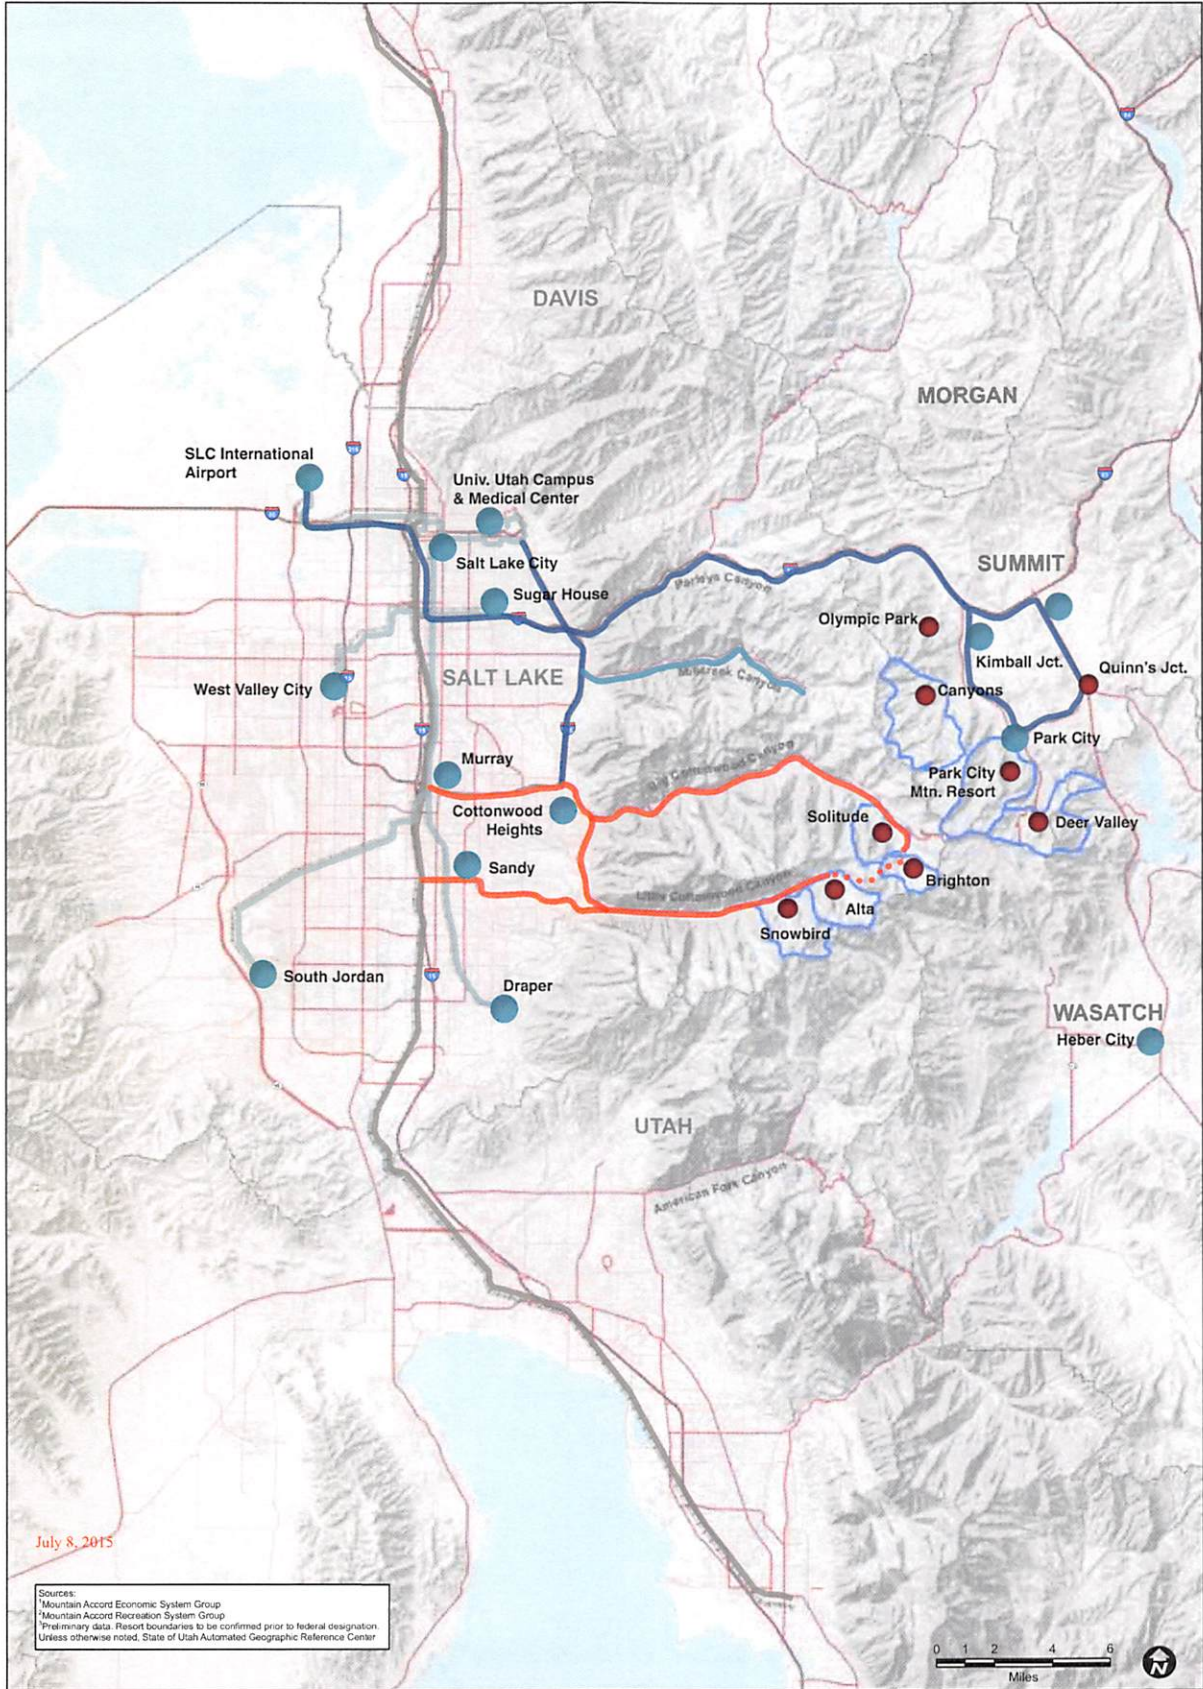 DAVIS
MORGAN
SLC International
Airport
Univ. Utah Campus
& Medical Center
Salt Lake City
Parleys Canyon
SUMMIT
Sugar House
Olympic Park
Kimball Jct.
Quinn's Jct.
SALT LAKE
Millcreek Canyon
West Valley City
Canyons
Park City
Murray
Big Cottonwood Canyon
Park City
Mtn. Resort
Cottonwood
Heights
Solitude
Deer Valley
Sandy
Little Cottonwood Canyon
Brighton
Alta
Snowbird
South Jordan
Draper
WASATCH
Heber City
UTAH
American Fork Canyon
July 8, 2015
Sources:
¹Mountain Accord Economic System Group
²Mountain Accord Recreation System Group
³Preliminary data. Resort boundaries to be confirmed prior to federal designation.
Unless otherwise noted, State of Utah Automated Geographic Reference Center
0 1 2 4 6
Miles
N